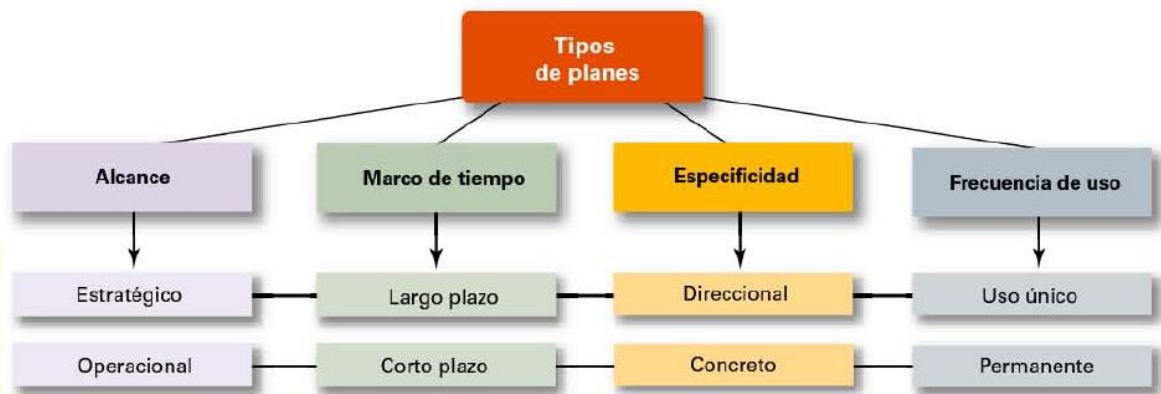 Tipos
de planes
Alcance
Marco de tiempo
Especificidad
Frecuencia de uso
Estratégico
Largo plazo
Direccional
Uso único
Operacional
Corto plazo
Concreto
Permanente